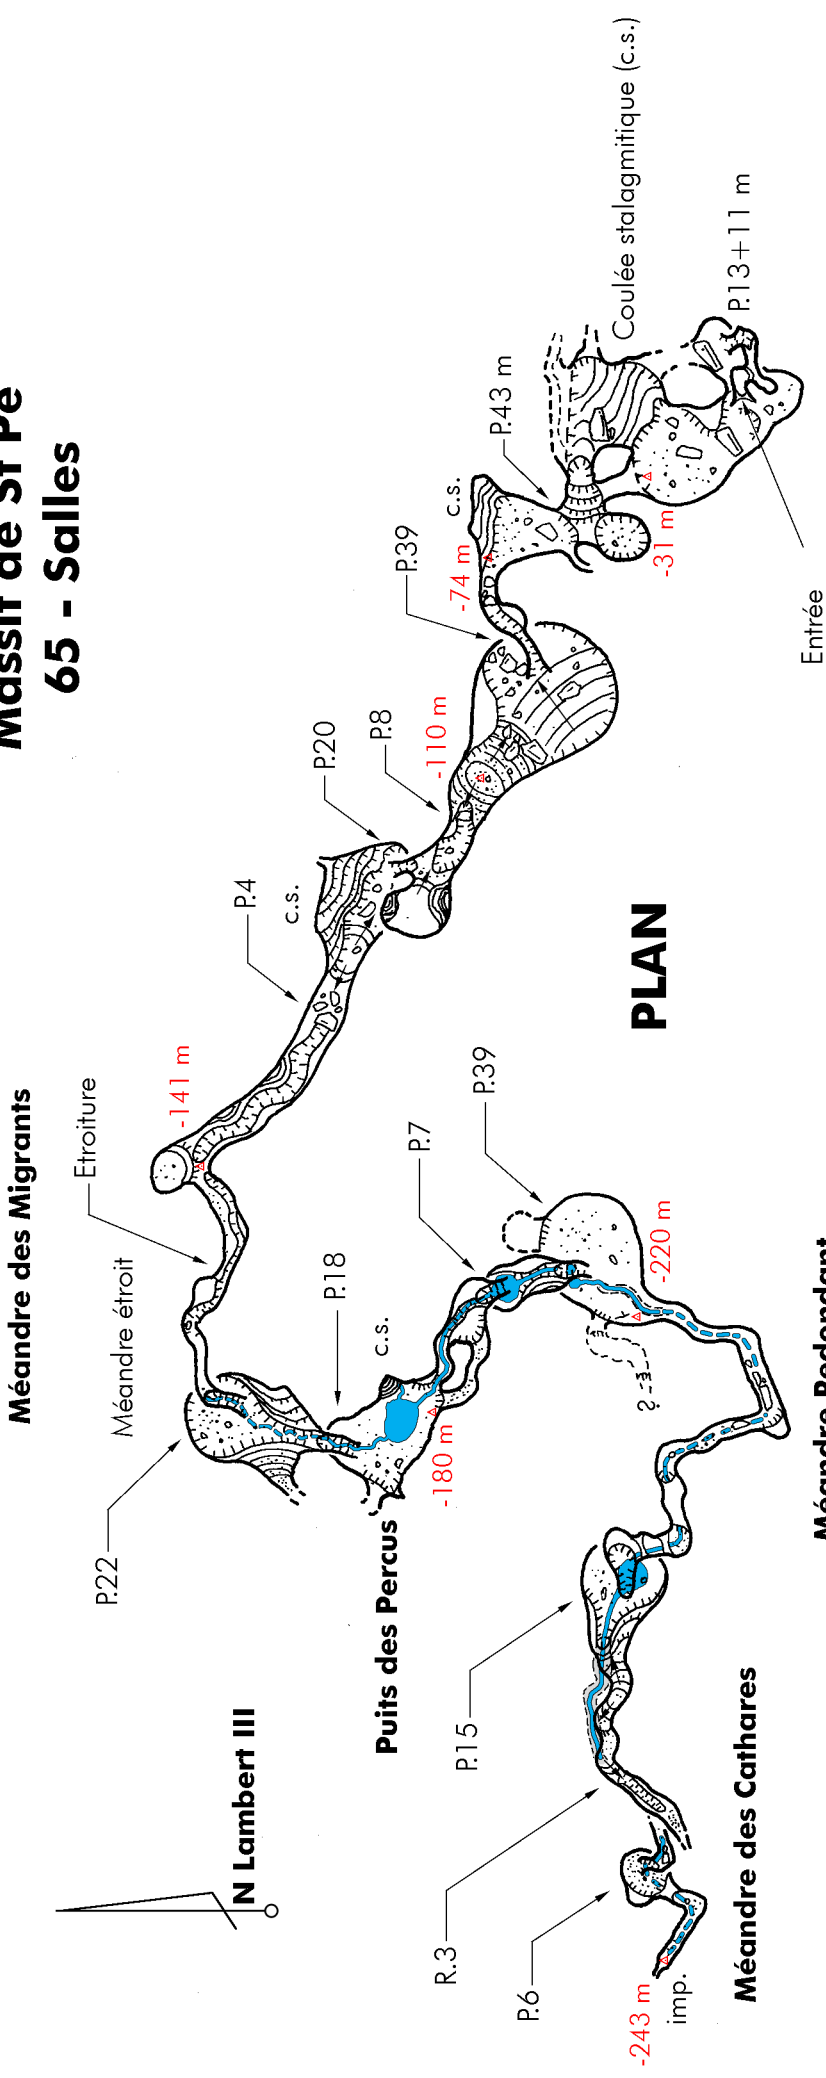 Massif de St Pé
65 - Salles
Méandre des Migrants
Etroiture
Méandre étroit
P.22
-141 m
P.4
N Lambert III
c.s.
P.20
P.18
P.8
c.s.
Puits des Percus
P.39
P.7
-110 m
-180 m
R.3
c.s.
-74 m
P.15
P.39
P.43 m
P.6
Coulée stalagmitique (c.s.)
-243 m
?
PLAN
-220 m
-31 m
imp.
P.13+11 m
Méandre des Cathares
Entrée
Méandre Redondant